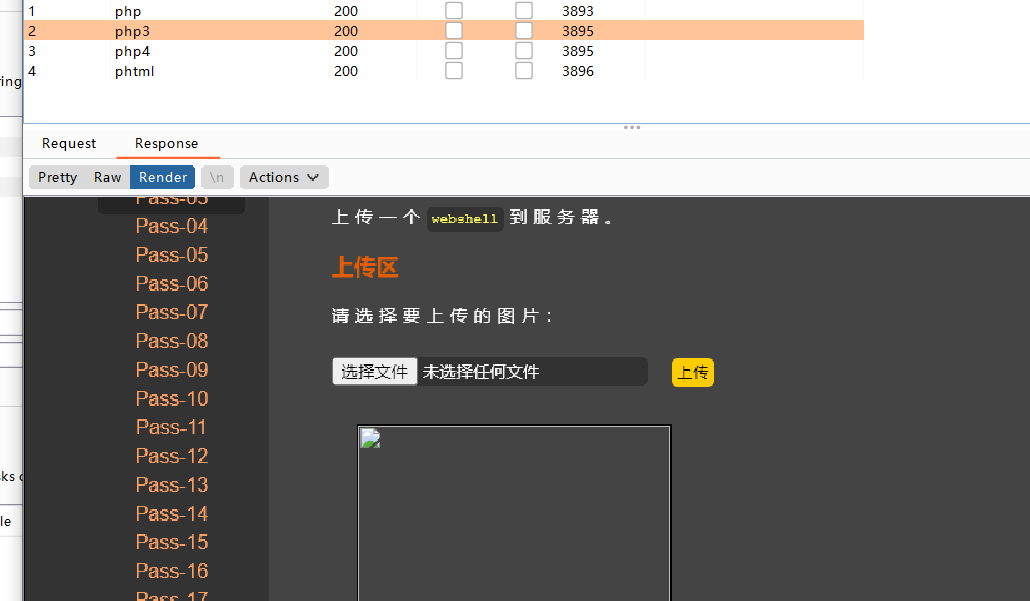 1 php 200 3893
2 php3 200 3895
3 php4 200 3895
4 phtml 200 3896
ring
Request Response
Pretty Raw Render \n Actions
Pass-03
上传一个 webshell 到服务器。
Pass-04
Pass-05
上传区
Pass-06
Pass-07
请选择要上传的图片：
Pass-08
Pass-09
选择文件 未选择任何文件 上传
Pass-10
Pass-11
Pass-12
Pass-13
sks
Pass-14
le
Pass-15
Pass-16
Pass-17